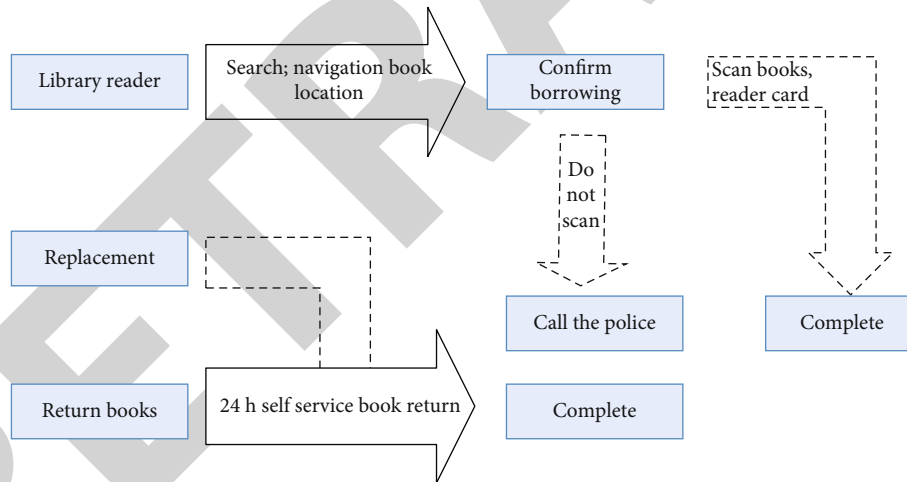 Library reader
Search; navigation book
location
Confirm
borrowing
Scan books,
reader card
Do
not
scan
Replacement
Call the police
Complete
Return books
24 h self service book return
Complete